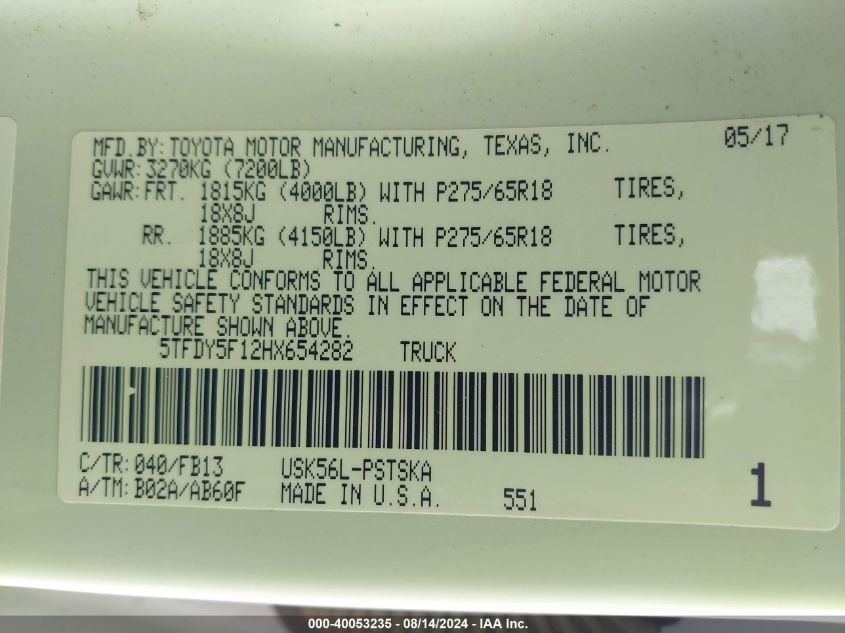 MFD.BY: TOYOTA MOTOR MANUFACTURING, TEXAS, INC. 05/17
GVWR: 3270KG (7200LB)
GAWR: FRT. 1815KG (4000LB) WITH P275/65R18 TIRES,
18X8J RIMS.
RR. 1885KG (4150LB) WITH P275/65R18 TIRES,
18X8J RIMS.
THIS VEHICLE CONFORMS TO ALL APPLICABLE FEDERAL MOTOR
VEHICLE SAFETY STANDARDS IN EFFECT ON THE DATE OF
MANUFACTURE SHOWN ABOVE.
5TFDY5F12HX654282 TRUCK
C/TR: 040/FB13 USK56L-PSTSKA
A/TM: B02A/AB60F MADE IN U.S.A. 551 1
000-40053235 - 08/14/2024 - IAA Inc.